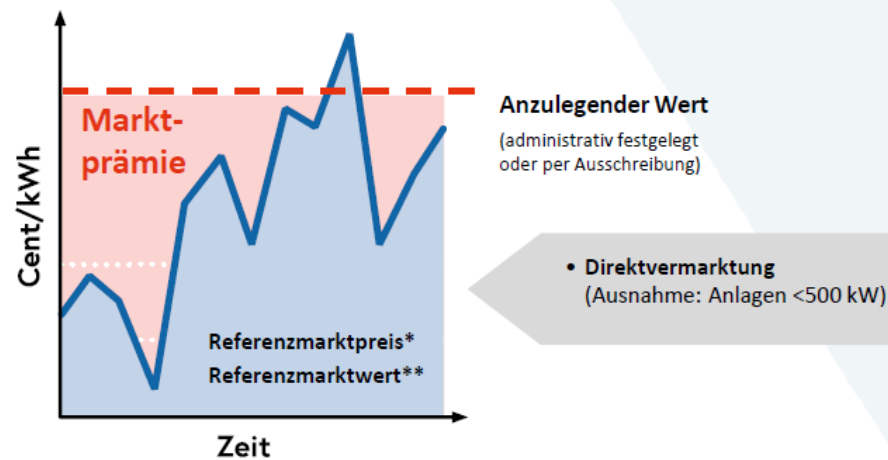 Markt-
prämie
Cent/kWh
Zeit
Referenzmarktpreis*
Referenzmarktwert**
Anzulegender Wert
(administrativ festgelegt
oder per Ausschreibung)
• Direktvermarktung
(Ausnahme: Anlagen <500 kW)